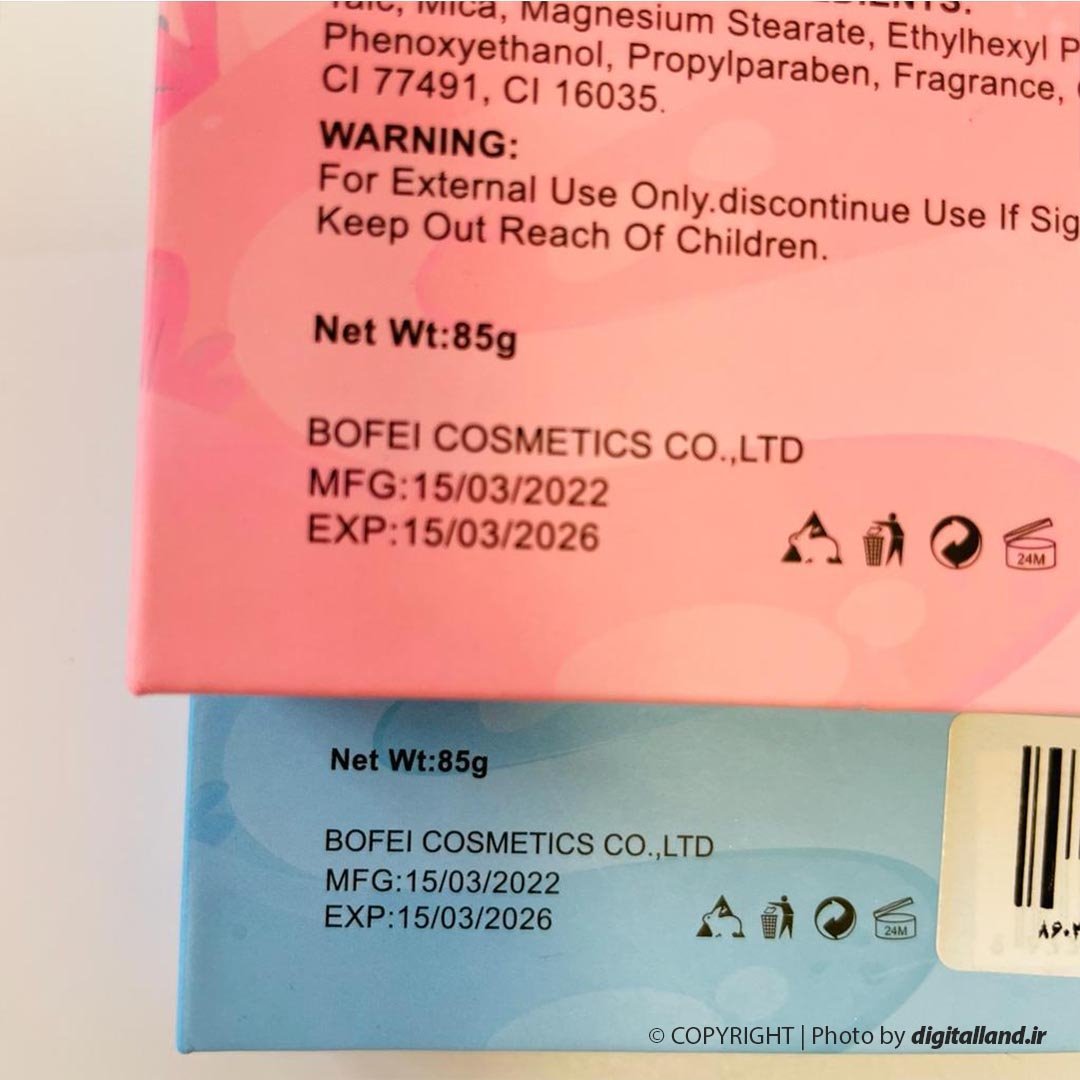 Talc, Mica, Magnesium Stearate, Ethylhexyl P
Phenoxyethanol, Propylparaben, Fragrance,
CI 77491, CI 16035.
WARNING:
For External Use Only.discontinue Use If Sig
Keep Out Reach Of Children.
Net Wt:85g
BOFEI COSMETICS CO.,LTD
MFG:15/03/2022
EXP:15/03/2026
24M
Net Wt:85g
BOFEI COSMETICS CO.,LTD
MFG:15/03/2022
EXP:15/03/2026
24M
© COPYRIGHT | Photo by digitalland.ir